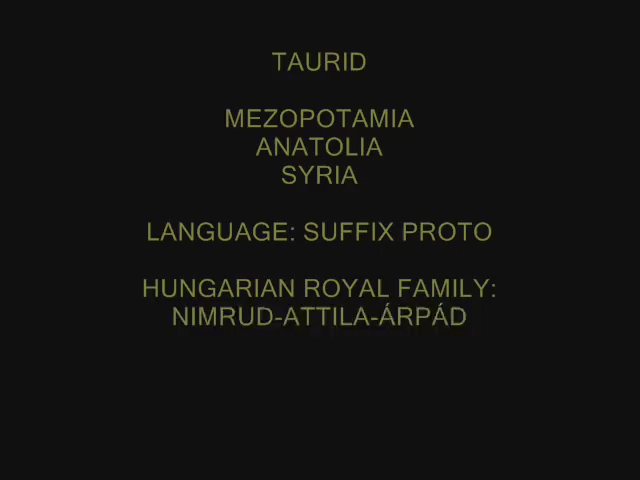 TAURID
MEZOPOTAMIA
ANATOLIA
SYRIA
LANGUAGE: SUFFIX PROTO
HUNGARIAN ROYAL FAMILY:
NIMRUD-ATTILA-ÁRPÁD